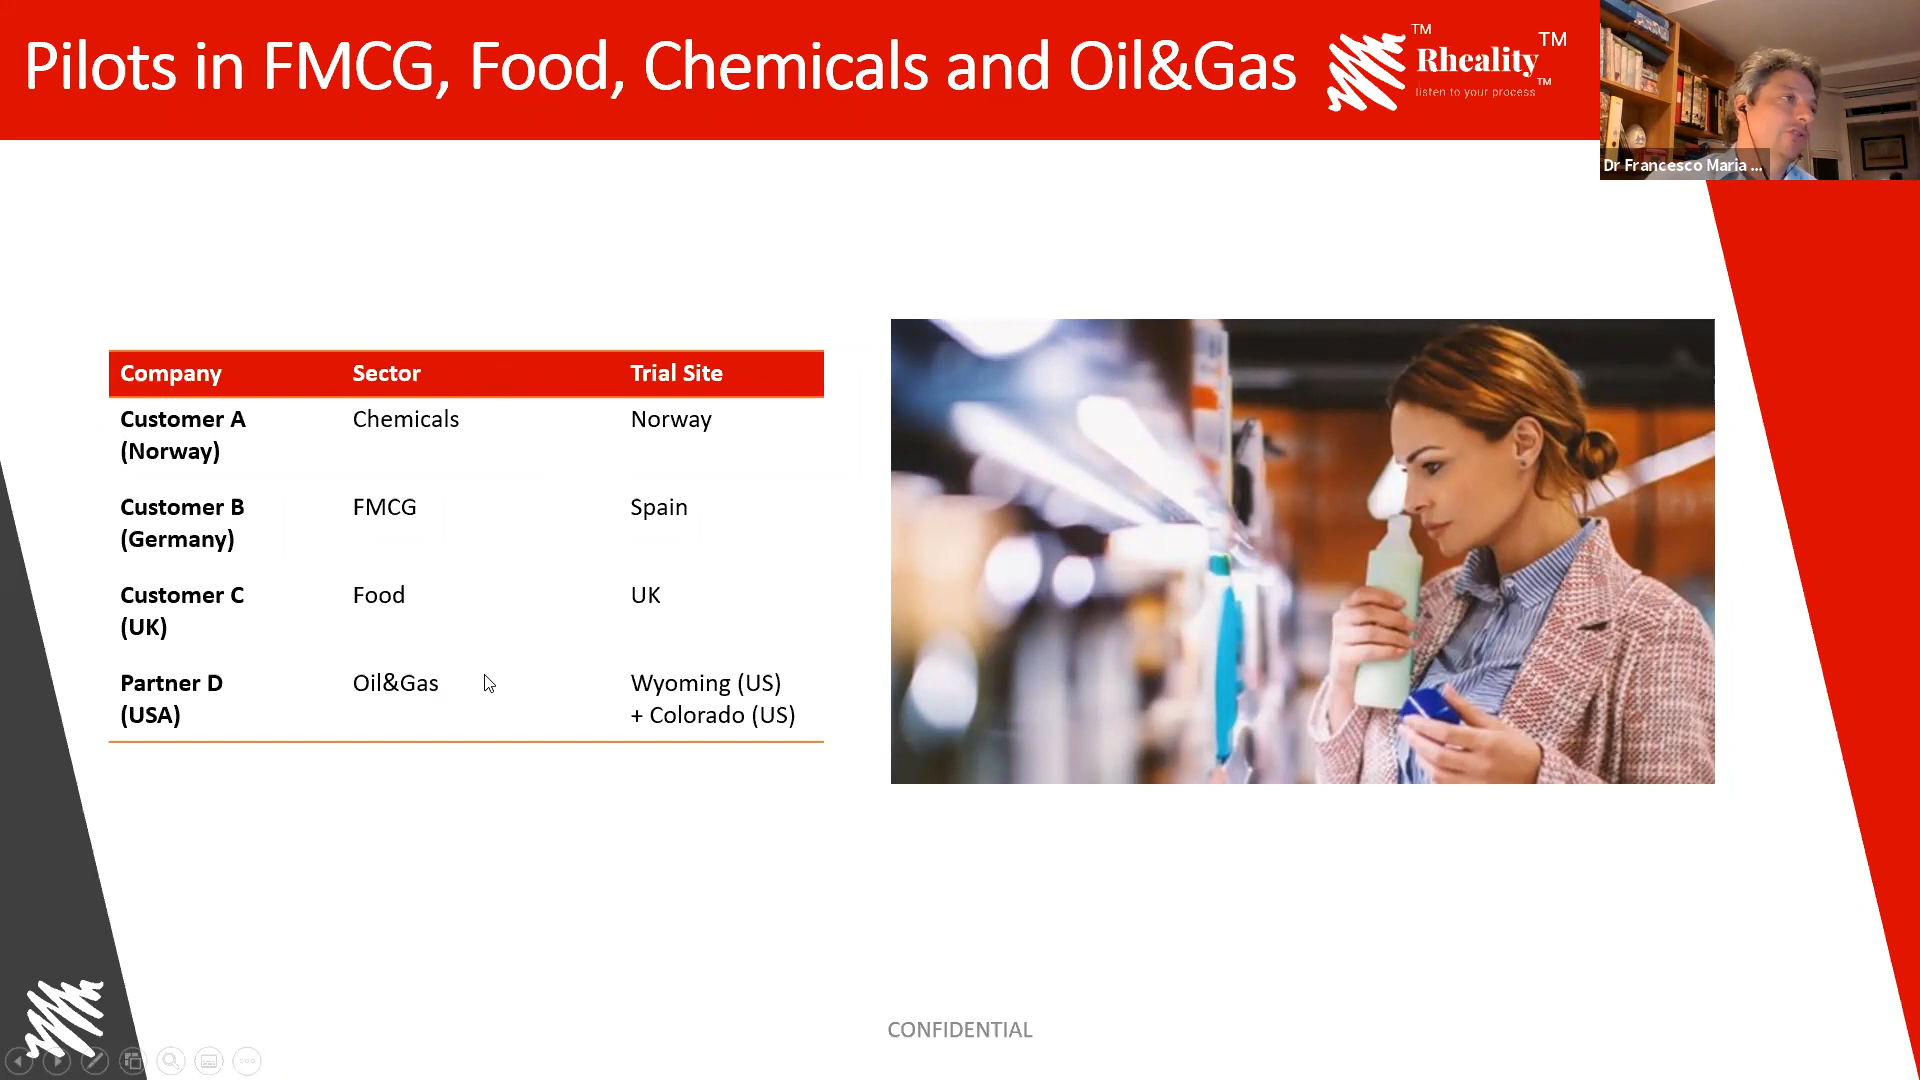 Pilots in FMCG, Food, Chemicals and Oil&Gas
TM
Rheality TM
listen to your process TM
Dr Francesco Maria ...
Company Sector Trial Site
Customer A Chemicals Norway
(Norway)
Customer B FMCG Spain
(Germany)
Customer C Food UK
(UK)
Partner D Oil&Gas Wyoming (US)
(USA) + Colorado (US)
CONFIDENTIAL